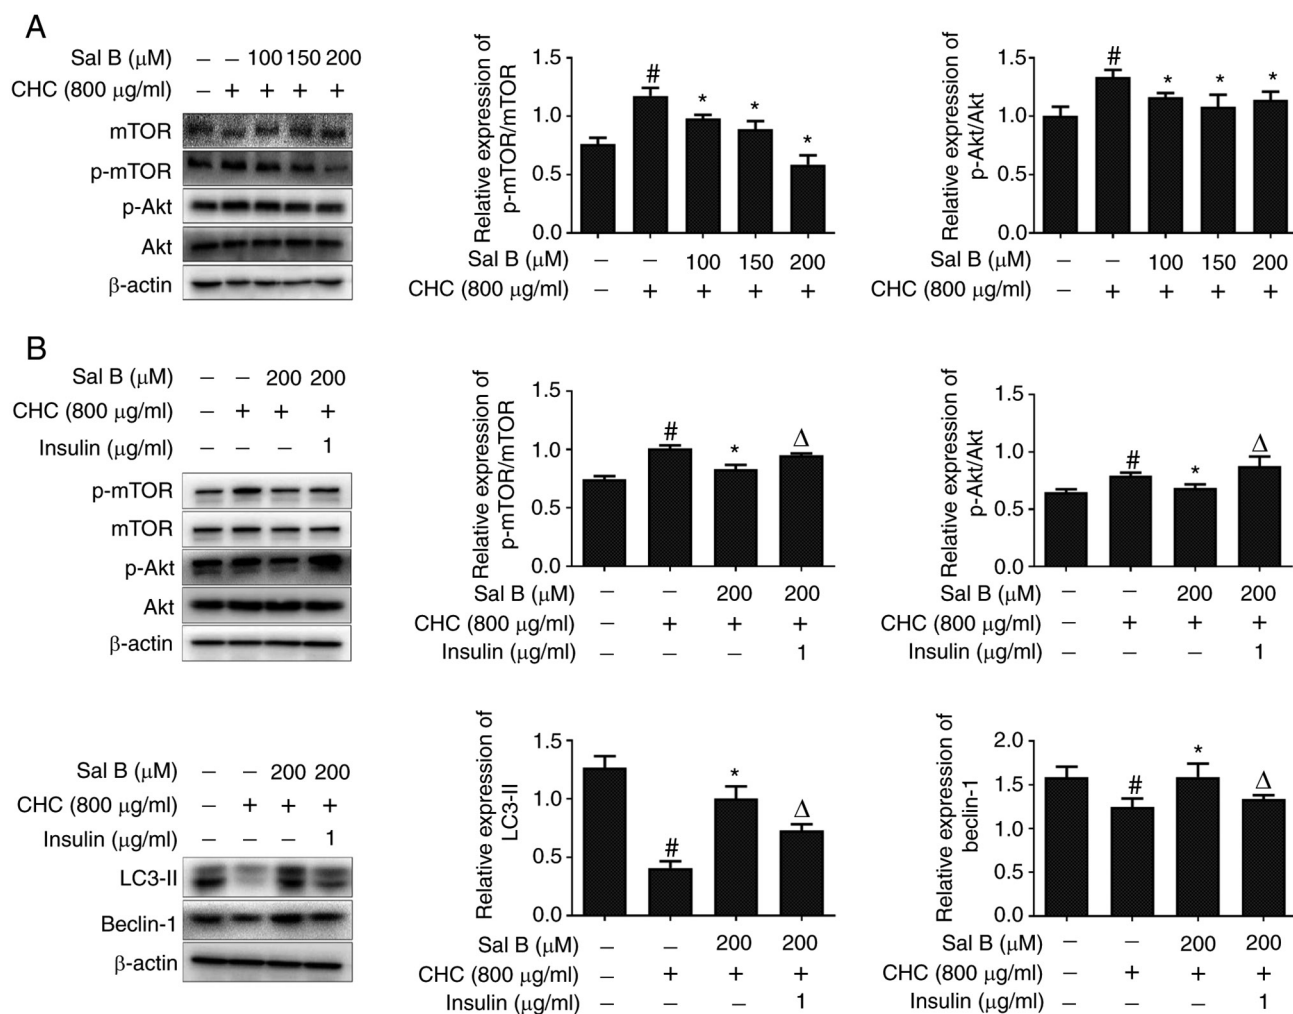 A
Sal B (μM) – – 100 150 200
CHC (800 μg/ml) – + + + +
mTOR
p-mTOR
p-Akt
Akt
β-actin
Relative expression of
p-mTOR/mTOR
1.5
1.0
0.5
0.0
#
*
*
*
Sal B (μM) – – 100 150 200
CHC (800 μg/ml) – + + + +
Relative expression of
p-Akt/Akt
1.5
1.0
0.5
0.0
#
*
*
*
Sal B (μM) – – 100 150 200
CHC (800 μg/ml) – + + + +
B
Sal B (μM) – – 200 200
CHC (800 μg/ml) – + + +
Insulin (μg/ml) – – – 1
p-mTOR
mTOR
p-Akt
Akt
β-actin
Relative expression of
p-mTOR/mTOR
1.5
1.0
0.5
0.0
#
*
Δ
Sal B (μM) – – 200 200
CHC (800 μg/ml) – + + +
Insulin (μg/ml) – – – 1
Relative expression of
p-Akt/Akt
1.5
1.0
0.5
0.0
#
*
Δ
Sal B (μM) – – 200 200
CHC (800 μg/ml) – + + +
Insulin (μg/ml) – – – 1
Sal B (μM) – – 200 200
CHC (800 μg/ml) – + + +
Insulin (μg/ml) – – – 1
LC3-II
Beclin-1
β-actin
Relative expression of
LC3-II
1.5
1.0
0.5
0.0
#
*
Δ
Sal B (μM) – – 200 200
CHC (800 μg/ml) – + + +
Insulin (μg/ml) – – – 1
Relative expression of
beclin-1
2.0
1.5
1.0
0.5
0.0
#
*
Δ
Sal B (μM) – – 200 200
CHC (800 μg/ml) – + + +
Insulin (μg/ml) – – – 1